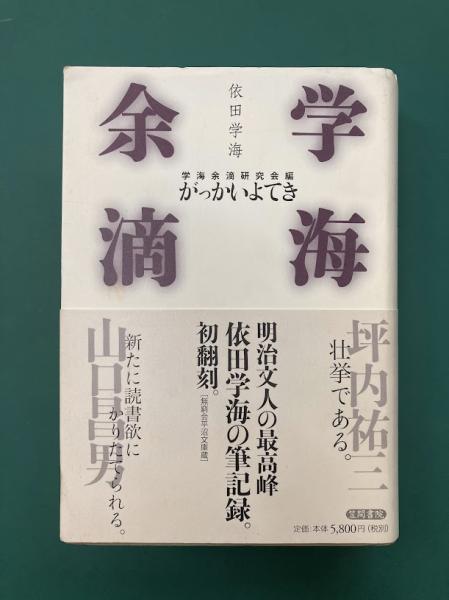 学海
余滴
依田学海
学海余滴研究会編
がっかいよてき
坪内祐三
壮挙である。
明治文人の最高峰
依田学海の筆記録。
初翻刻。
［無窮会平沼文庫蔵］
山口昌男
新たに読書欲に
かりたてられる。
笠間書院
定価：本体5,800円（税別）